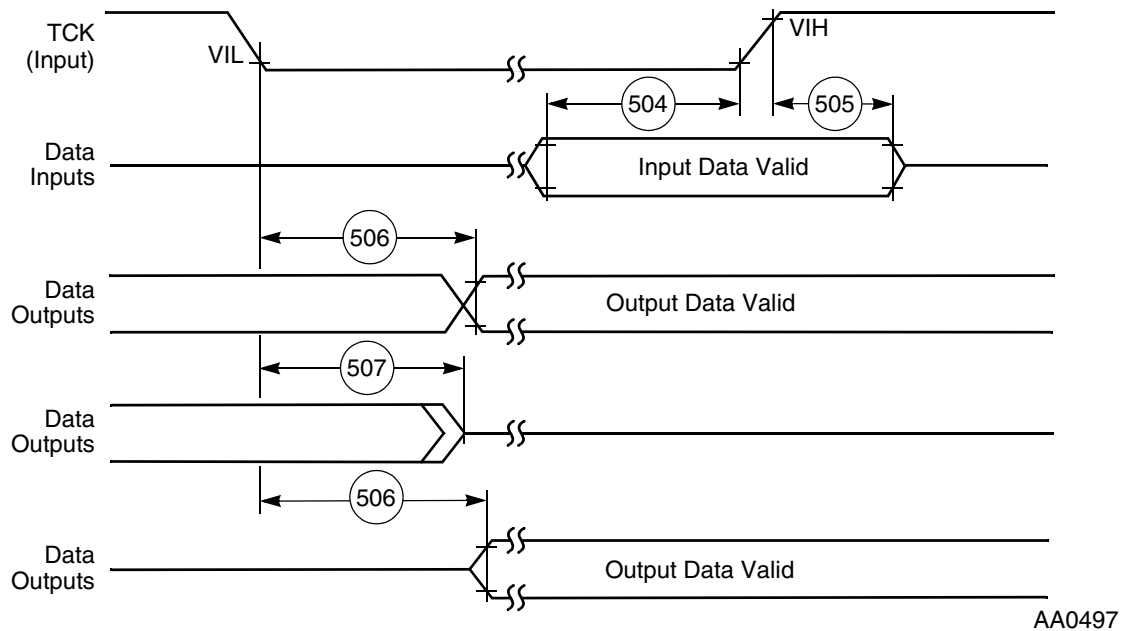 TCK
(Input)
VIL
VIH
504
505
Data
Inputs
Input Data Valid
506
Data
Outputs
Output Data Valid
507
Data
Outputs
506
Data
Outputs
Output Data Valid
AA0497